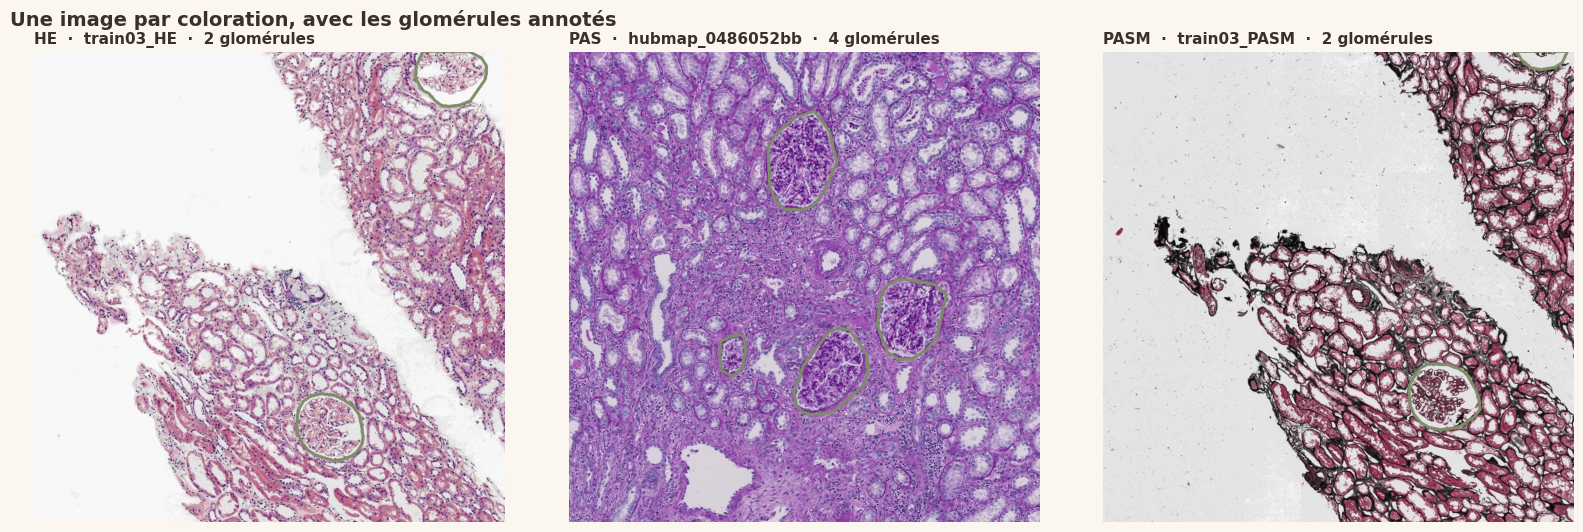 Une image par coloration, avec les glomérules annotés
HE · train03_HE · 2 glomérules
PAS · hubmap_0486052bb · 4 glomérules
PASM · train03_PASM · 2 glomérules